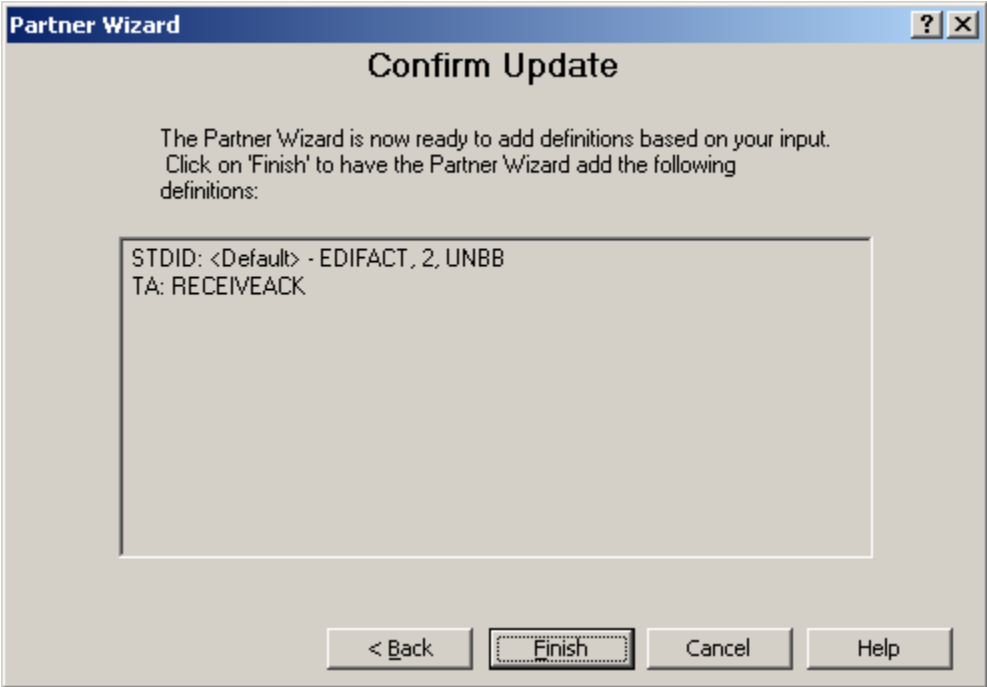 Partner Wizard
Confirm Update
The Partner Wizard is now ready to add definitions based on your input.
Click on 'Finish' to have the Partner Wizard add the following
definitions:
STDID: <Default> - EDIFACT, 2, UNBB
TA: RECEIVEACK
< Back Finish Cancel Help